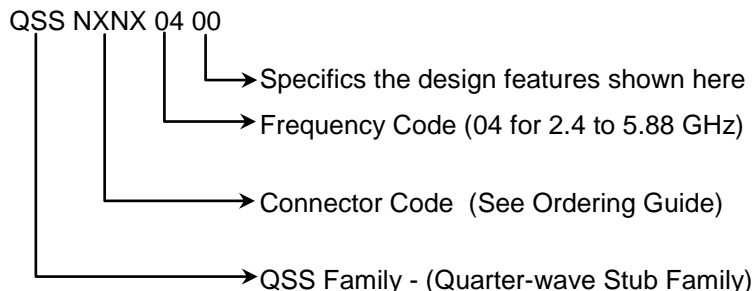 QSS NXNX 04 00
Specifics the design features shown here
Frequency Code (04 for 2.4 to 5.88 GHz)
Connector Code (See Ordering Guide)
QSS Family - (Quarter-wave Stub Family)